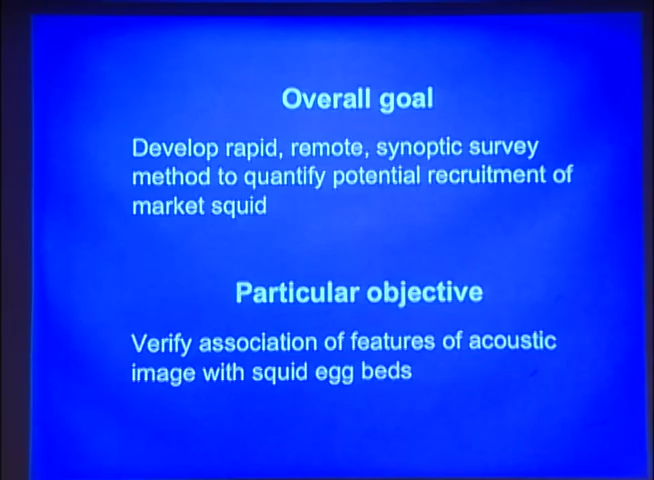 Overall goal
Develop rapid, remote, synoptic survey
method to quantify potential recruitment of
market squid
Particular objective
Verify association of features of acoustic
image with squid egg beds